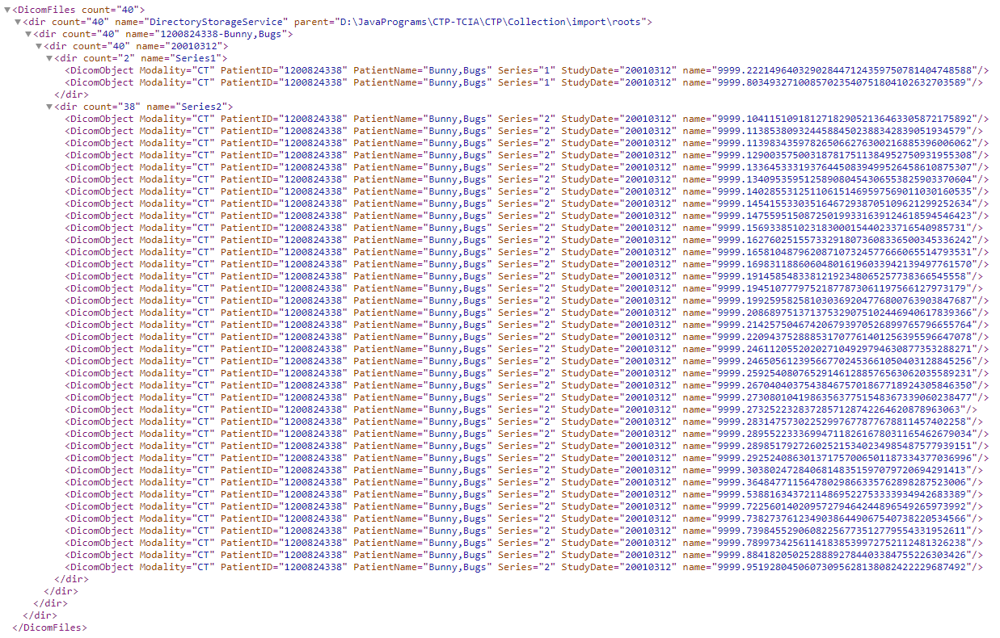 ▼<DicomFiles count="40">
▼<dir count="40" name="DirectoryStorageService" parent="D:\JavaPrograms\CTP-TCIA\CTP\Collection\import\roots">
▼<dir count="40" name="1200824338-Bunny,Bugs">
▼<dir count="40" name="20010312">
▼<dir count="2" name="Series1">
<DicomObject Modality="CT" PatientID="1200824338" PatientName="Bunny,Bugs" Series="1" StudyDate="20010312" name="9999.222149640329028447124359750781404748588"/>
<DicomObject Modality="CT" PatientID="1200824338" PatientName="Bunny,Bugs" Series="1" StudyDate="20010312" name="9999.80349327100857023540751804102632703589"/>
</dir>
▼<dir count="38" name="Series2">
<DicomObject Modality="CT" PatientID="1200824338" PatientName="Bunny,Bugs" Series="2" StudyDate="20010312" name="9999.104115109181271829052136463305872175892"/>
<DicomObject Modality="CT" PatientID="1200824338" PatientName="Bunny,Bugs" Series="2" StudyDate="20010312" name="9999.11385380932445884502388342839051934579"/>
<DicomObject Modality="CT" PatientID="1200824338" PatientName="Bunny,Bugs" Series="2" StudyDate="20010312" name="9999.113983435978265066276300216885396006062"/>
<DicomObject Modality="CT" PatientID="1200824338" PatientName="Bunny,Bugs" Series="2" StudyDate="20010312" name="9999.129003575003187817511384952750931955308"/>
<DicomObject Modality="CT" PatientID="1200824338" PatientName="Bunny,Bugs" Series="2" StudyDate="20010312" name="9999.133645333193764450839499526458610875307"/>
<DicomObject Modality="CT" PatientID="1200824338" PatientName="Bunny,Bugs" Series="2" StudyDate="20010312" name="9999.134095359512589080454306553825903370604"/>
<DicomObject Modality="CT" PatientID="1200824338" PatientName="Bunny,Bugs" Series="2" StudyDate="20010312" name="9999.140285531251106151469597569011030160535"/>
<DicomObject Modality="CT" PatientID="1200824338" PatientName="Bunny,Bugs" Series="2" StudyDate="20010312" name="9999.145415533035164672938705109621299252634"/>
<DicomObject Modality="CT" PatientID="1200824338" PatientName="Bunny,Bugs" Series="2" StudyDate="20010312" name="9999.147559515087250199331639124618594546423"/>
<DicomObject Modality="CT" PatientID="1200824338" PatientName="Bunny,Bugs" Series="2" StudyDate="20010312" name="9999.15693385102318300015440233716540985731"/>
<DicomObject Modality="CT" PatientID="1200824338" PatientName="Bunny,Bugs" Series="2" StudyDate="20010312" name="9999.162760251557332918073608336500345336242"/>
<DicomObject Modality="CT" PatientID="1200824338" PatientName="Bunny,Bugs" Series="2" StudyDate="20010312" name="9999.165810487962087107324577666065514793531"/>
<DicomObject Modality="CT" PatientID="1200824338" PatientName="Bunny,Bugs" Series="2" StudyDate="20010312" name="9999.169831188606048016196033942139497761570"/>
<DicomObject Modality="CT" PatientID="1200824338" PatientName="Bunny,Bugs" Series="2" StudyDate="20010312" name="9999.19145854833812192348065257738366545558"/>
<DicomObject Modality="CT" PatientID="1200824338" PatientName="Bunny,Bugs" Series="2" StudyDate="20010312" name="9999.19451077797521877873061197566127973179"/>
<DicomObject Modality="CT" PatientID="1200824338" PatientName="Bunny,Bugs" Series="2" StudyDate="20010312" name="9999.199259582581030369204776800763903847687"/>
<DicomObject Modality="CT" PatientID="1200824338" PatientName="Bunny,Bugs" Series="2" StudyDate="20010312" name="9999.208689751371375329075102446940617839366"/>
<DicomObject Modality="CT" PatientID="1200824338" PatientName="Bunny,Bugs" Series="2" StudyDate="20010312" name="9999.214257504674206793970526899765796655764"/>
<DicomObject Modality="CT" PatientID="1200824338" PatientName="Bunny,Bugs" Series="2" StudyDate="20010312" name="9999.220943752888531707761401256395596647078"/>
<DicomObject Modality="CT" PatientID="1200824338" PatientName="Bunny,Bugs" Series="2" StudyDate="20010312" name="9999.246112055202027104929794630877353288271"/>
<DicomObject Modality="CT" PatientID="1200824338" PatientName="Bunny,Bugs" Series="2" StudyDate="20010312" name="9999.246505612395667702453661050403128845256"/>
<DicomObject Modality="CT" PatientID="1200824338" PatientName="Bunny,Bugs" Series="2" StudyDate="20010312" name="9999.259254080765291461288576563062035589231"/>
<DicomObject Modality="CT" PatientID="1200824338" PatientName="Bunny,Bugs" Series="2" StudyDate="20010312" name="9999.267040403754384675701867718924305846350"/>
<DicomObject Modality="CT" PatientID="1200824338" PatientName="Bunny,Bugs" Series="2" StudyDate="20010312" name="9999.273080104198635637751548367339060238477"/>
<DicomObject Modality="CT" PatientID="1200824338" PatientName="Bunny,Bugs" Series="2" StudyDate="20010312" name="9999.2732522328372857128742264620878963063"/>
<DicomObject Modality="CT" PatientID="1200824338" PatientName="Bunny,Bugs" Series="2" StudyDate="20010312" name="9999.28314757302252997677877678811457402258"/>
<DicomObject Modality="CT" PatientID="1200824338" PatientName="Bunny,Bugs" Series="2" StudyDate="20010312" name="9999.289552233369947118261678031165462679034"/>
<DicomObject Modality="CT" PatientID="1200824338" PatientName="Bunny,Bugs" Series="2" StudyDate="20010312" name="9999.289851792726025215340234985487577939151"/>
<DicomObject Modality="CT" PatientID="1200824338" PatientName="Bunny,Bugs" Series="2" StudyDate="20010312" name="9999.292524086301371757006501187334377036996"/>
<DicomObject Modality="CT" PatientID="1200824338" PatientName="Bunny,Bugs" Series="2" StudyDate="20010312" name="9999.30380247284068148351597079720694291413"/>
<DicomObject Modality="CT" PatientID="1200824338" PatientName="Bunny,Bugs" Series="2" StudyDate="20010312" name="9999.36484771156478029866335762898287523006"/>
<DicomObject Modality="CT" PatientID="1200824338" PatientName="Bunny,Bugs" Series="2" StudyDate="20010312" name="9999.53881634372114869522753333934942683389"/>
<DicomObject Modality="CT" PatientID="1200824338" PatientName="Bunny,Bugs" Series="2" StudyDate="20010312" name="9999.72256014020957279464244896549265973992"/>
<DicomObject Modality="CT" PatientID="1200824338" PatientName="Bunny,Bugs" Series="2" StudyDate="20010312" name="9999.73827376123490386449067540738220534566"/>
<DicomObject Modality="CT" PatientID="1200824338" PatientName="Bunny,Bugs" Series="2" StudyDate="20010312" name="9999.73984552906082256773512779554331952611"/>
<DicomObject Modality="CT" PatientID="1200824338" PatientName="Bunny,Bugs" Series="2" StudyDate="20010312" name="9999.78997342561141838539972752112481326238"/>
<DicomObject Modality="CT" PatientID="1200824338" PatientName="Bunny,Bugs" Series="2" StudyDate="20010312" name="9999.88418205025288892784403384755226303426"/>
<DicomObject Modality="CT" PatientID="1200824338" PatientName="Bunny,Bugs" Series="2" StudyDate="20010312" name="9999.95192804506073095628138082422229687492"/>
</dir>
</dir>
</dir>
</dir>
</DicomFiles>